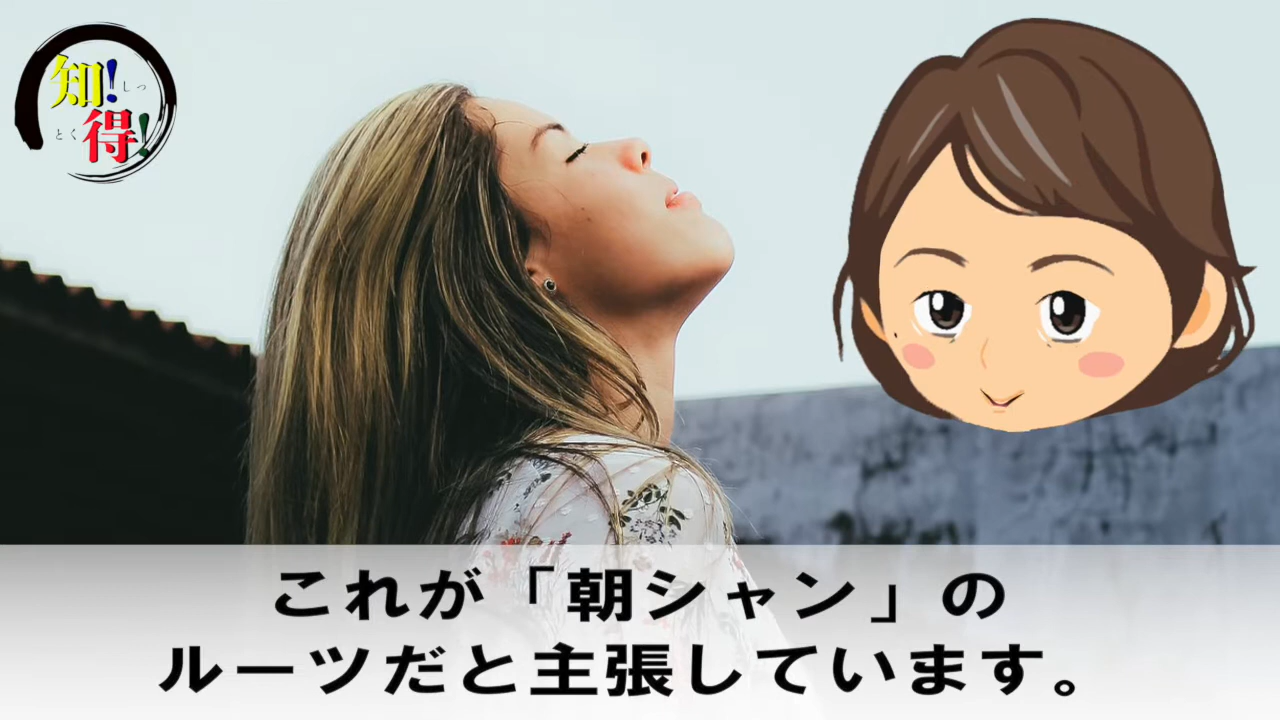 知!しっ
とく得!
これが「朝シャン」の
ルーツだと主張しています。